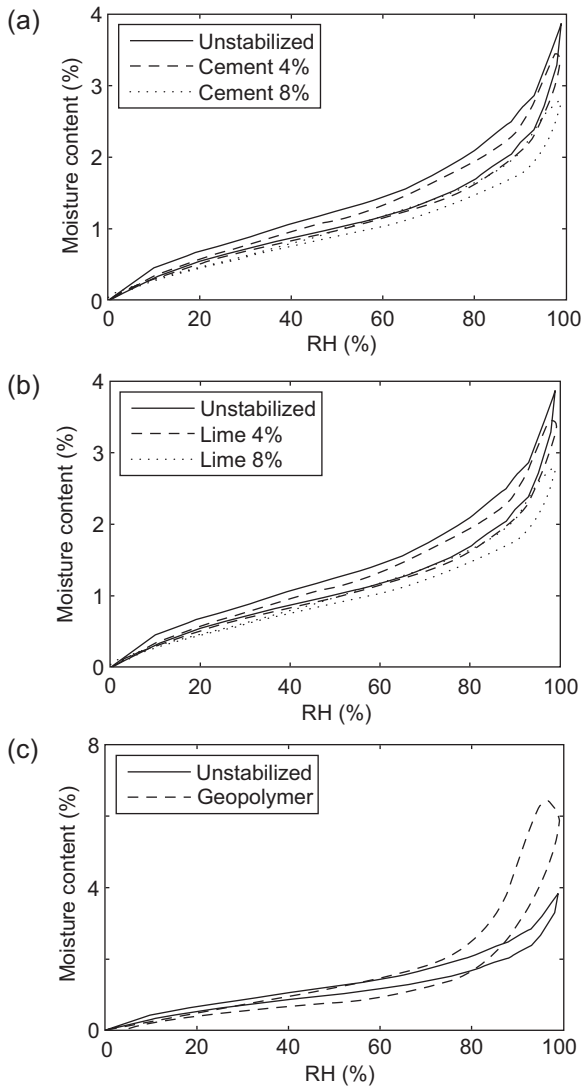 (a)
4
3
2
1
0
Moisture content (%)
Unstabilized
Cement 4%
Cement 8%
0 20 40 60 80 100
RH (%)
(b)
4
3
2
1
0
Moisture content (%)
Unstabilized
Lime 4%
Lime 8%
0 20 40 60 80 100
RH (%)
(c)
8
4
0
Moisture content (%)
Unstabilized
Geopolymer
0 20 40 60 80 100
RH (%)